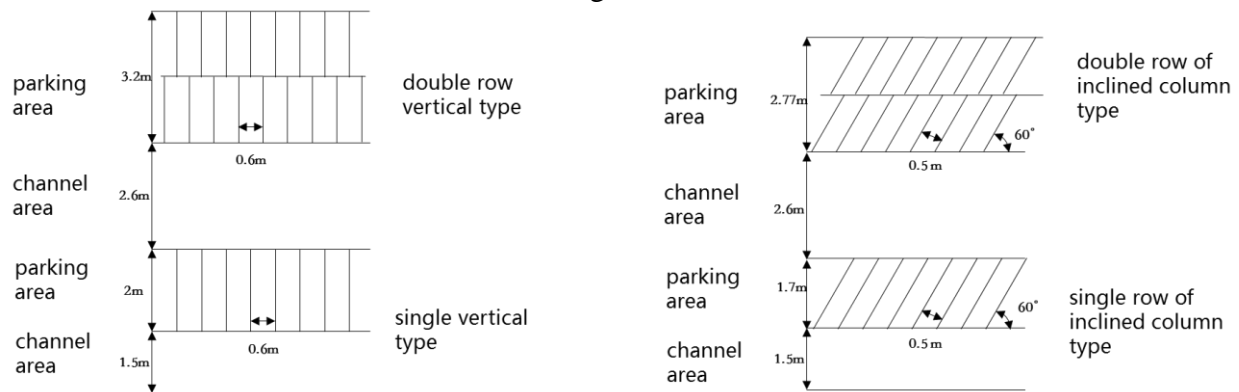 parking
area
3.2m
double row
vertical type
0.6m
channel
area
2.6m
parking
area
2m
single vertical
type
0.6m
channel
area
1.5m
parking
area
2.77m
double row of
inclined column
type
60°
0.5 m
channel
area
2.6m
parking
area
1.7m
single row of
inclined column
type
60°
0.5 m
channel
area
1.5m